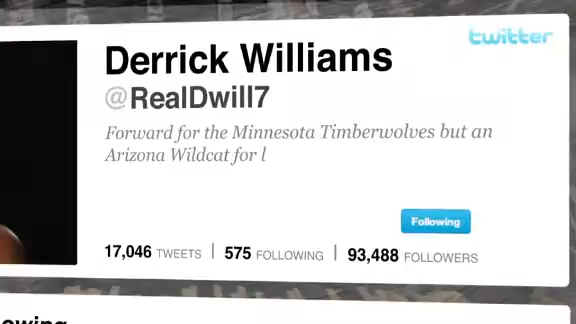 twitter
Derrick Williams
@RealDwill7
Forward for the Minnesota Timberwolves but an
Arizona Wildcat for l
Following
17,046 TWEETS | 575 FOLLOWING | 93,488 FOLLOWERS
owing